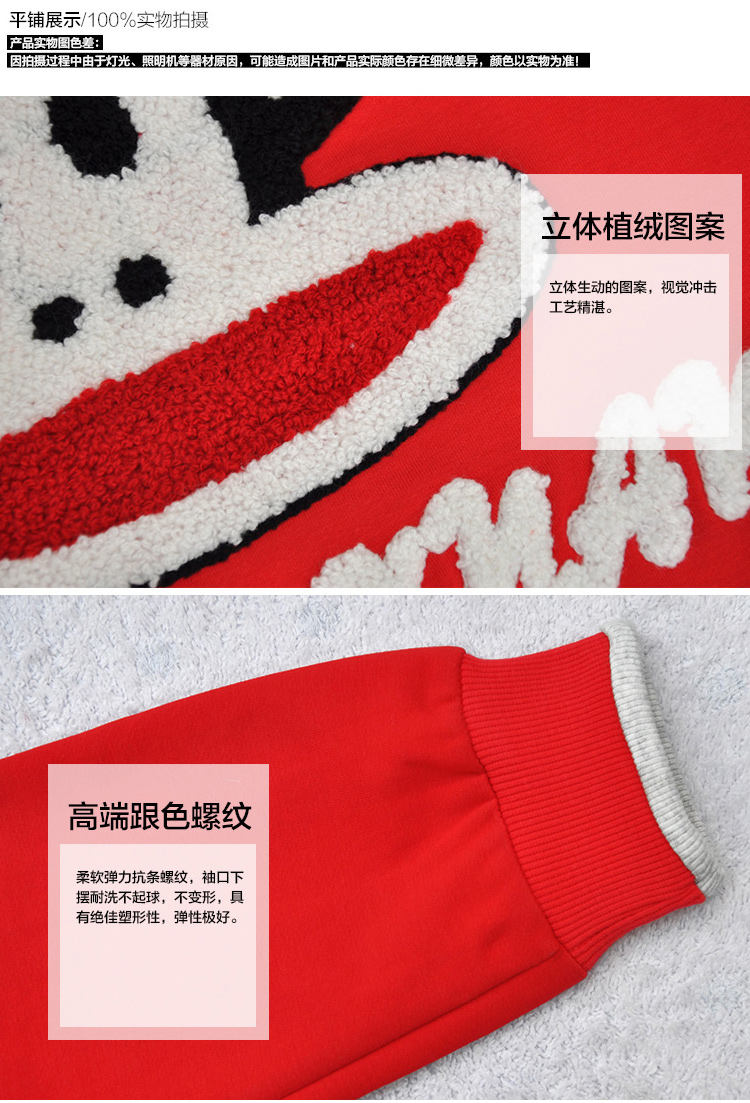 平铺展示/100%实物拍摄
产品实物图色差：
因拍摄过程中由于灯光、照明机等器材原因，可能造成图片和产品实际颜色存在细微差异，颜色以实物为准！
立体植绒图案
立体生动的图案，视觉冲击
工艺精湛。
高端跟色螺纹
柔软弹力抗条螺纹，袖口下
摆耐洗不起球，不变形，具
有绝佳塑形性，弹性极好。